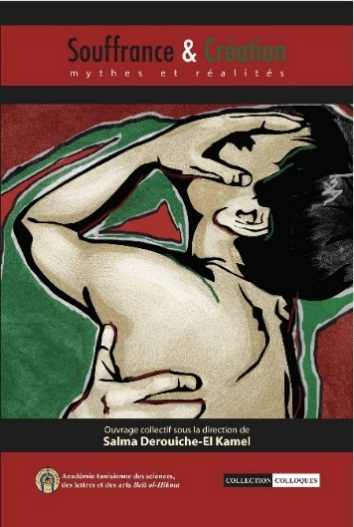 Souffrance & Création
mythes et réalités
Ouvrage collectif sous la direction de
Salma Derouiche-El Kamel
Académie tunisienne des sciences,
des lettres et des arts Beït al-Hikma
COLLECTION COLLOQUES